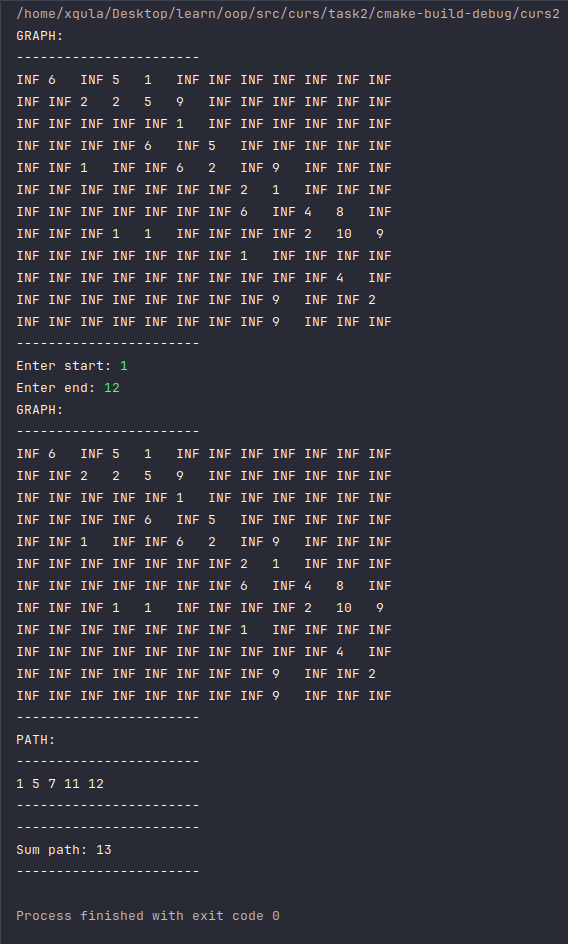 /home/xqula/Desktop/learn/oop/src/curs/task2/cmake-build-debug/curs2
GRAPH:
-----------------------
INF 6   INF 5   1   INF INF INF INF INF INF INF
INF INF 2   2   5   9   INF INF INF INF INF INF
INF INF INF INF INF 1   INF INF INF INF INF INF
INF INF INF INF 6   INF 5   INF INF INF INF INF
INF INF 1   INF INF 6   2   INF 9   INF INF INF
INF INF INF INF INF INF INF 2   1   INF INF INF
INF INF INF INF INF INF INF 6   INF 4   8   INF
INF INF INF 1   1   INF INF INF INF 2   10   9
INF INF INF INF INF INF INF 1   INF INF INF INF
INF INF INF INF INF INF INF INF INF INF 4   INF
INF INF INF INF INF INF INF INF 9   INF INF 2
INF INF INF INF INF INF INF INF 9   INF INF INF
-----------------------
Enter start: 1
Enter end: 12
GRAPH:
-----------------------
INF 6   INF 5   1   INF INF INF INF INF INF INF
INF INF 2   2   5   9   INF INF INF INF INF INF
INF INF INF INF INF 1   INF INF INF INF INF INF
INF INF INF INF 6   INF 5   INF INF INF INF INF
INF INF 1   INF INF 6   2   INF 9   INF INF INF
INF INF INF INF INF INF INF 2   1   INF INF INF
INF INF INF INF INF INF INF 6   INF 4   8   INF
INF INF INF 1   1   INF INF INF INF 2   10   9
INF INF INF INF INF INF INF 1   INF INF INF INF
INF INF INF INF INF INF INF INF INF INF 4   INF
INF INF INF INF INF INF INF INF 9   INF INF 2
INF INF INF INF INF INF INF INF 9   INF INF INF
-----------------------
PATH:
-----------------------
1 5 7 11 12
-----------------------
-----------------------
Sum path: 13
-----------------------
Process finished with exit code 0